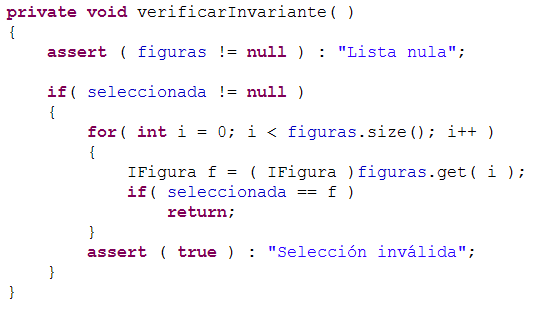 private void verificarInvariante( )
{
    assert ( figuras != null ) : "Lista nula";

    if( seleccionada != null )
    {
        for( int i = 0; i < figuras.size(); i++ )
        {
            IFigura f = ( IFigura )figuras.get( i );
            if( seleccionada == f )
                return;
        }
        assert ( true ) : "Selección inválida";
    }
}